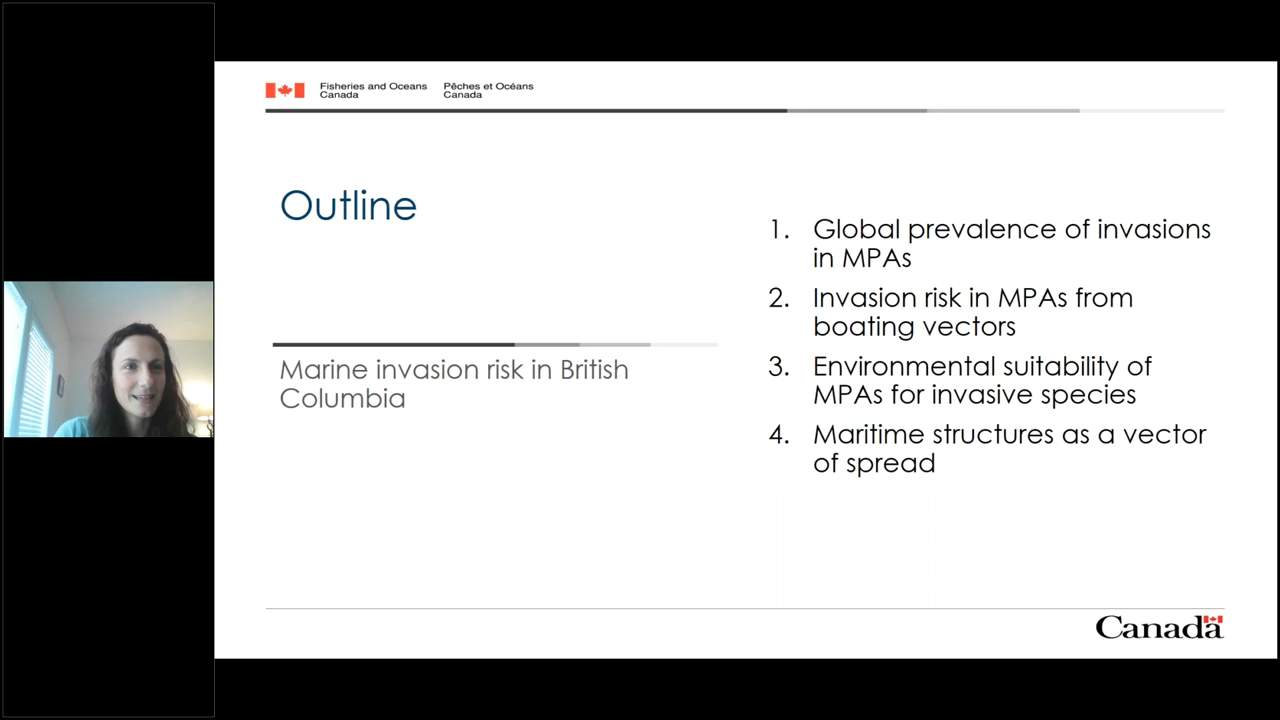 Fisheries and Oceans
Canada
Pêches et Océans
Canada
Outline
Marine invasion risk in British
Columbia
1. Global prevalence of invasions
in MPAs
2. Invasion risk in MPAs from
boating vectors
3. Environmental suitability of
MPAs for invasive species
4. Maritime structures as a vector
of spread
Canada